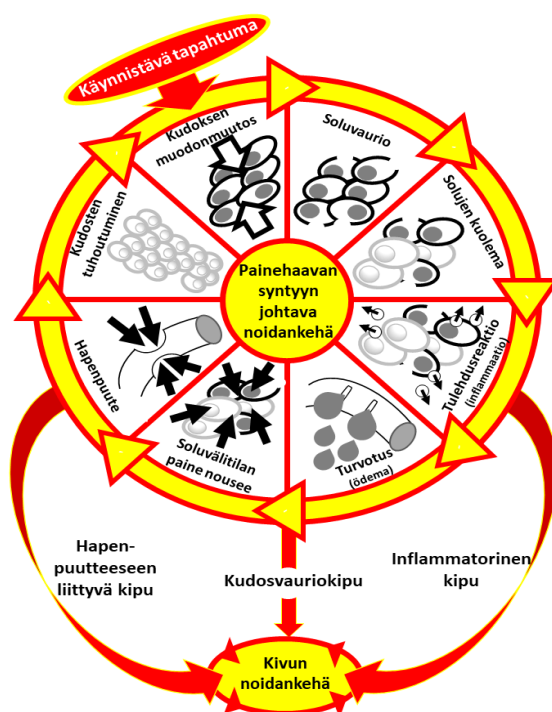 Käynnistävä tapahtuma
Kudoksen
muodonmuutos
Soluvaurio
Solujen kuolema
Tulehdusreaktio
(inflammaatio)
Turvotus
(ödema)
Soluvälitilan
paine nousee
Hapenpuute
Kudosten
tuhoutuminen
Painehaavan
syntyyn
johtava
noidankehä
Hapen-
puutteeseen
liittyvä kipu
Kudosvauriokipu
Inflammatorinen
kipu
Kivun
noidankehä